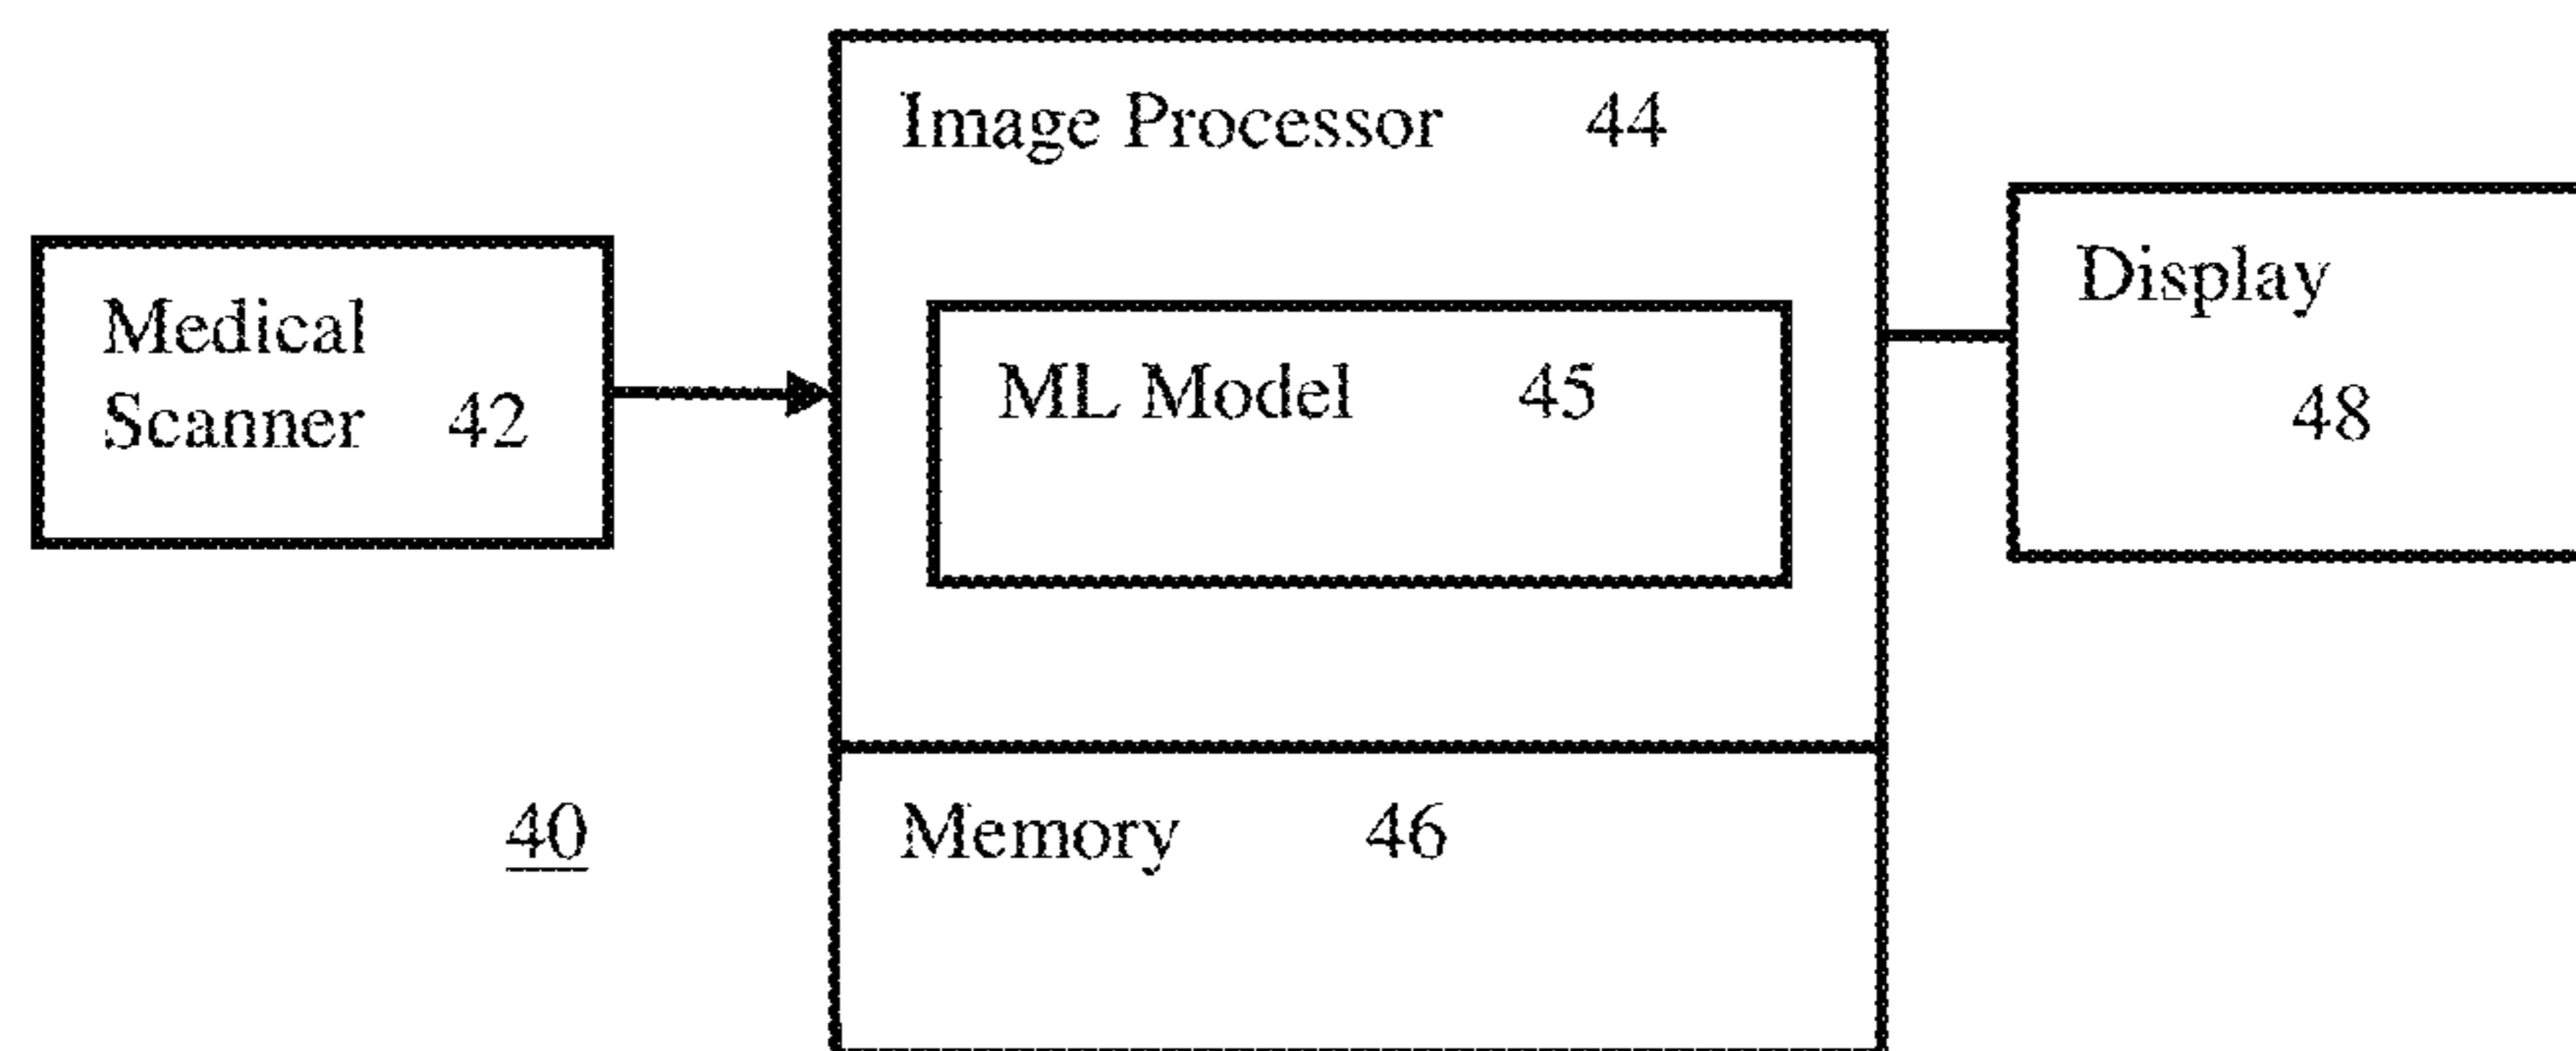 Image Processor 44
Medical
Scanner 42
ML Model 45
Display
48
40
Memory 46